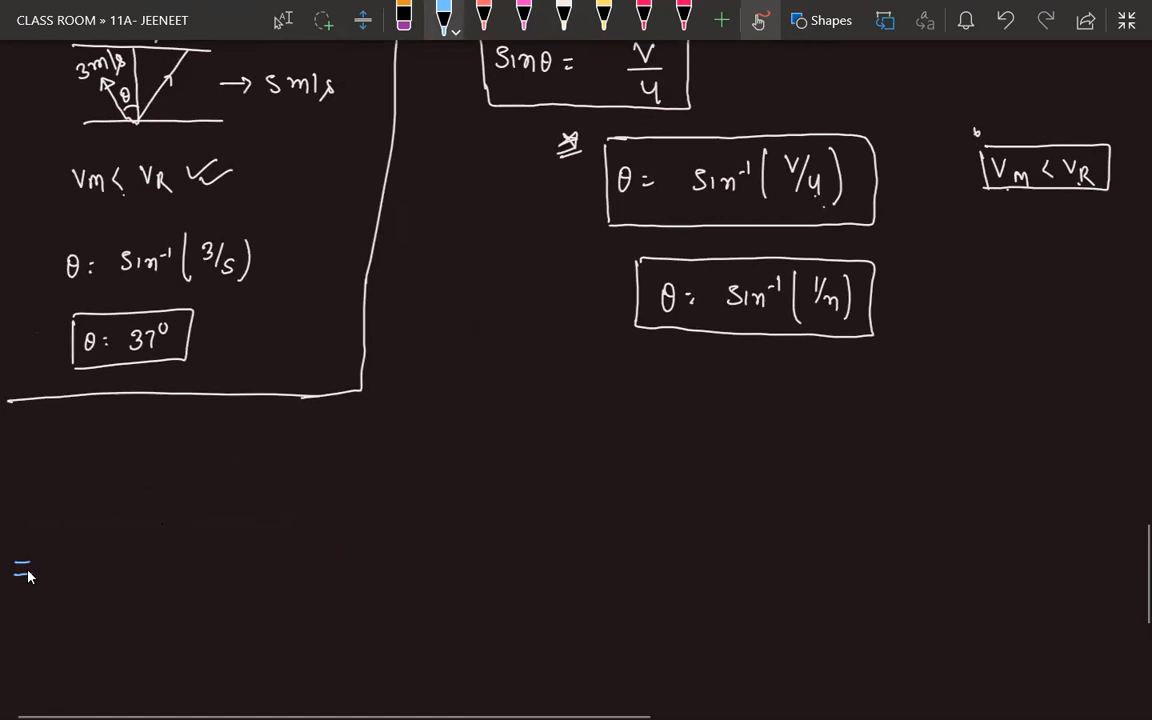 CLASS ROOM » 11A- JEENEET
Shapes
3m/s
θ
→ 5 m/s
VM < VR
θ = Sin⁻¹ ( 3/5 )
θ = 37°
Sinθ = V/u
θ = Sin⁻¹ ( V/u )
VM < VR
θ = Sin⁻¹ ( 1/n )
=